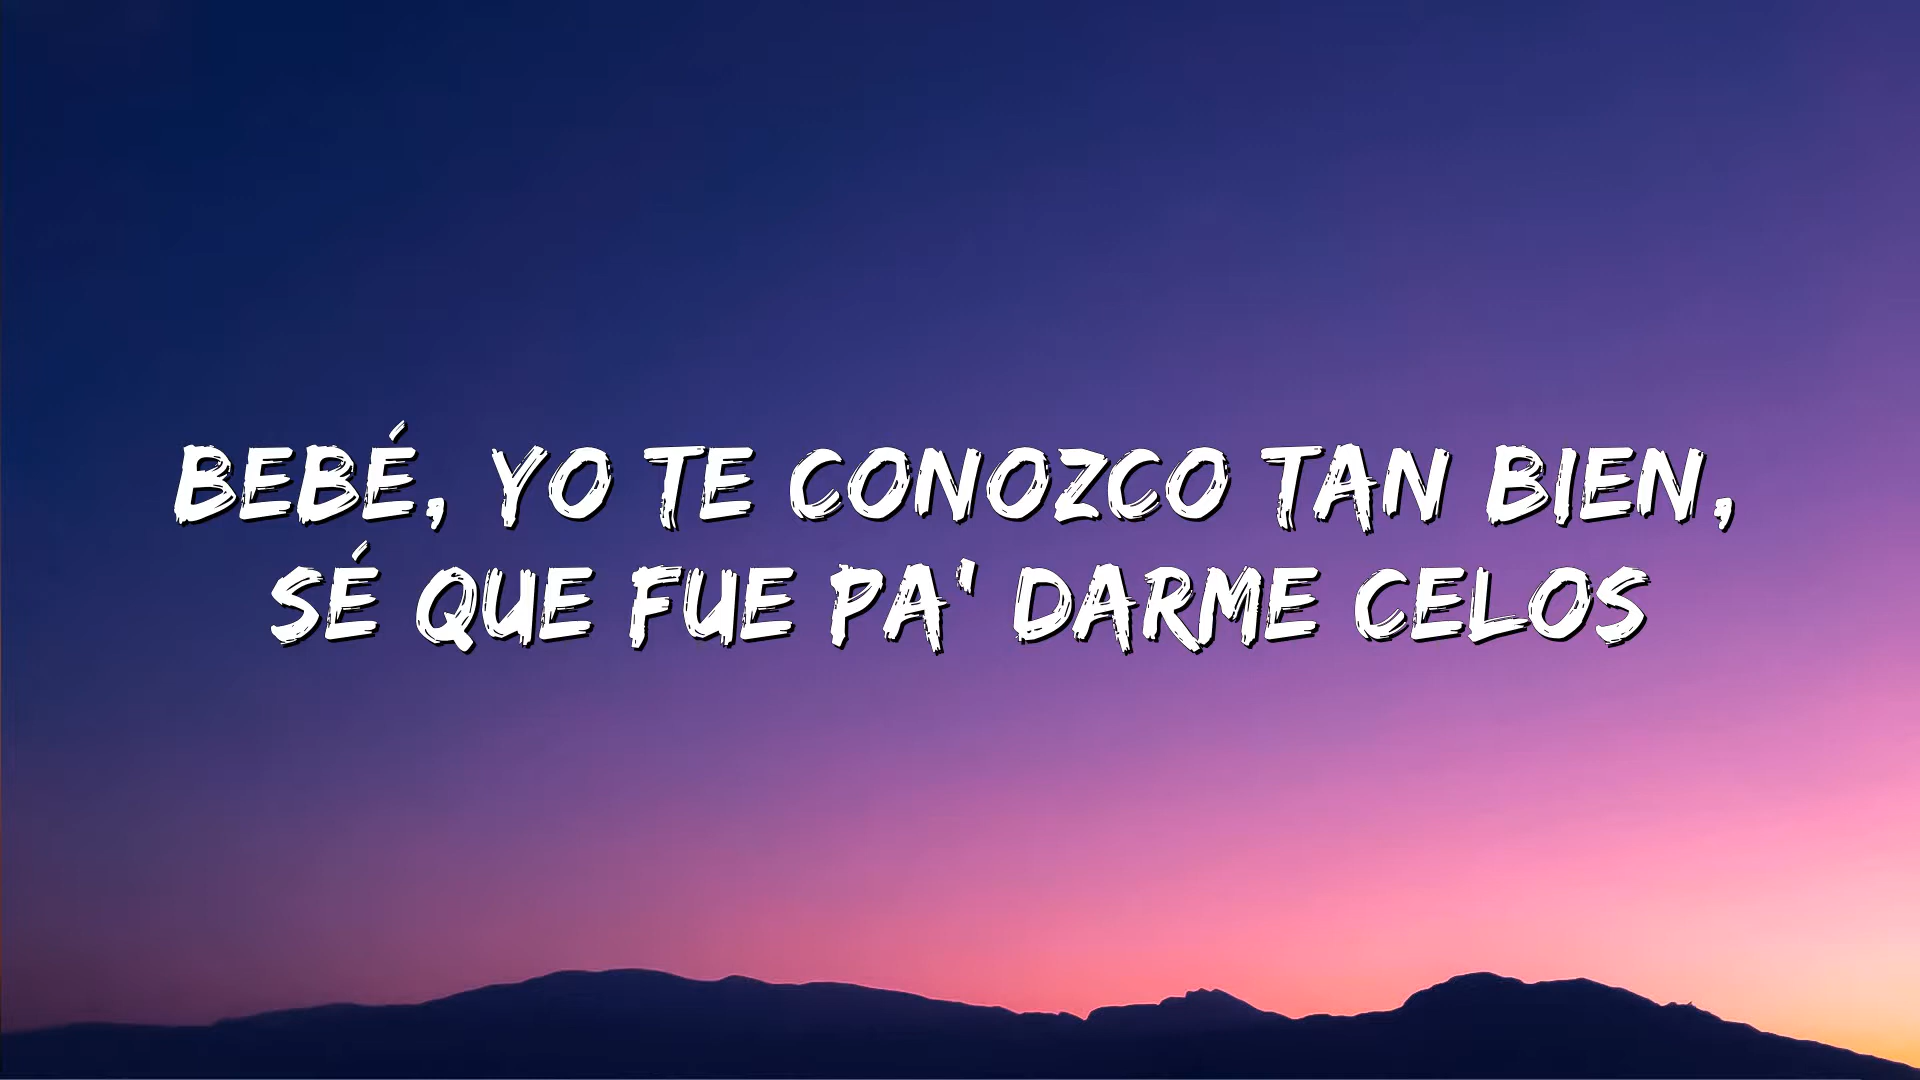 BEBÉ, YO TE CONOZCO TAN BIEN,
SÉ QUE FUE PA' DARME CELOS